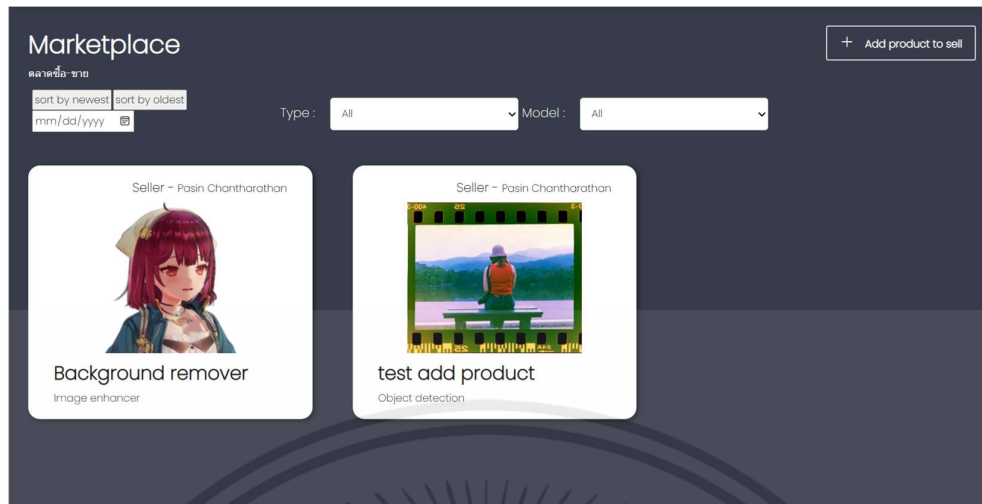 Marketplace
+ Add product to sell
ตลาดซื้อ-ขาย
sort by newest sort by oldest
mm/dd/yyyy
Type : All Model : All
Seller - Pasin Chantharathan
Background remover
Image enhancer
Seller - Pasin Chantharathan
test add product
Object detection